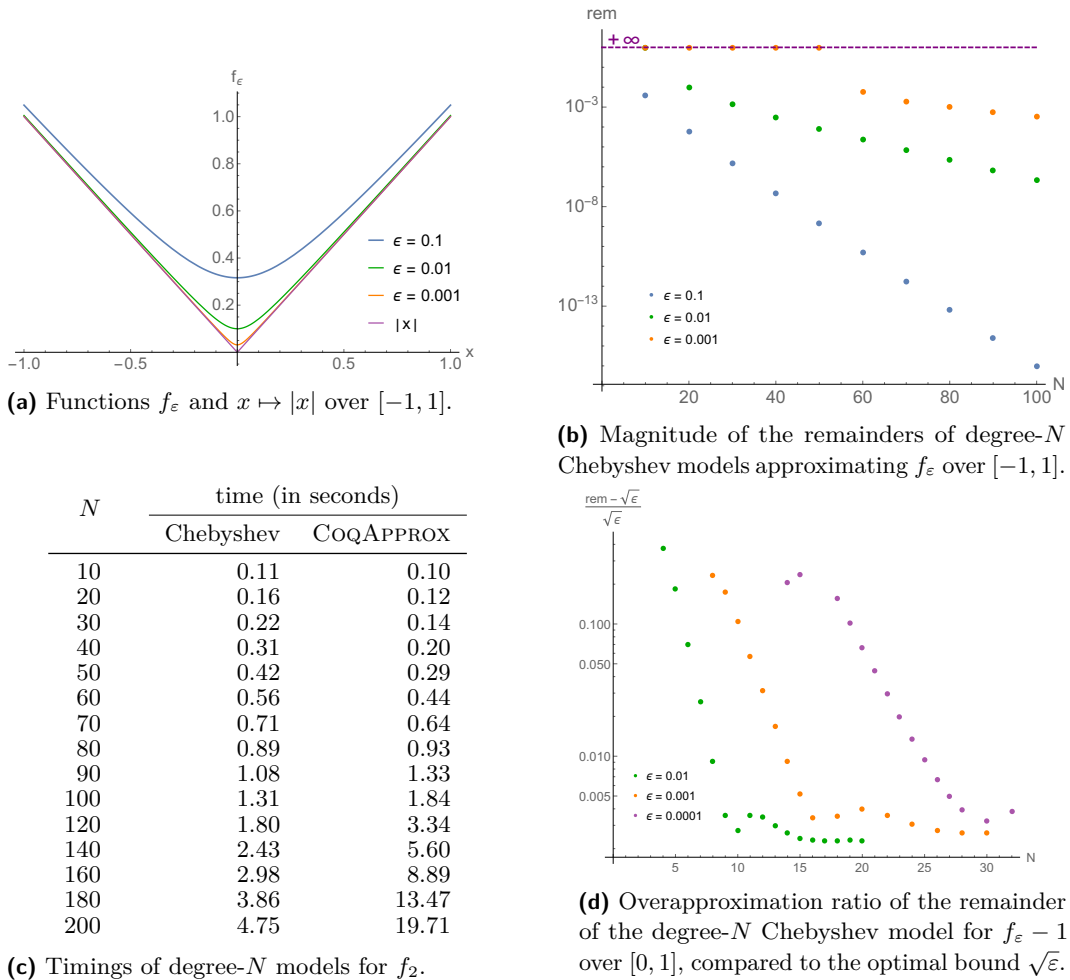 f_ε
1.0
0.8
0.6
0.4
0.2
-1.0
-0.5
0.5
1.0
x
ϵ = 0.1
ϵ = 0.01
ϵ = 0.001
|x|
(a) Functions f_ε and x ↦ |x| over [−1, 1].
rem
+ ∞
10^-3
10^-8
10^-13
ϵ = 0.1
ϵ = 0.01
ϵ = 0.001
20
40
60
80
100
N
(b) Magnitude of the remainders of degree-N
Chebyshev models approximating f_ε over [−1, 1].
N time (in seconds)
Chebyshev COQAPPROX
10 0.11 0.10
20 0.16 0.12
30 0.22 0.14
40 0.31 0.20
50 0.42 0.29
60 0.56 0.44
70 0.71 0.64
80 0.89 0.93
90 1.08 1.33
100 1.31 1.84
120 1.80 3.34
140 2.43 5.60
160 2.98 8.89
180 3.86 13.47
200 4.75 19.71
(c) Timings of degree-N models for f_2.
rem − √ε
√ε
0.100
0.050
0.010
0.005
ϵ = 0.01
ϵ = 0.001
ϵ = 0.0001
5
10
15
20
25
30
N
(d) Overapproximation ratio of the remainder
of the degree-N Chebyshev model for f_ε − 1
over [0, 1], compared to the optimal bound √ε.